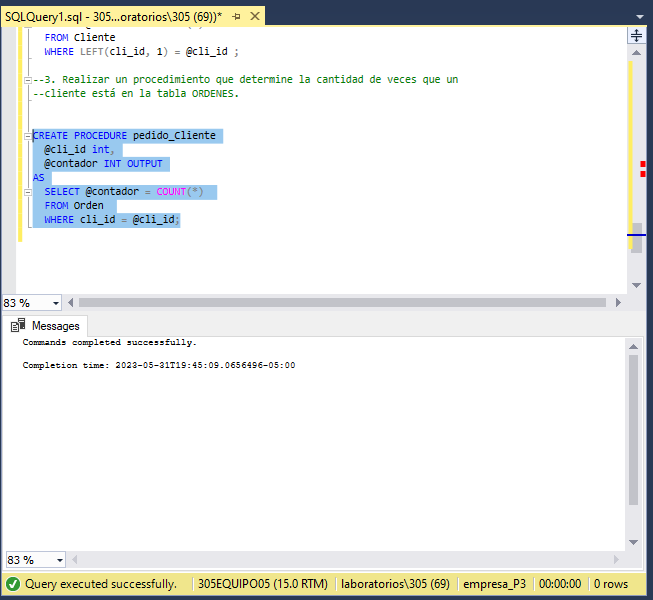 SQLQuery1.sql - 305...oratorios\305 (69))*
FROM Cliente
WHERE LEFT(cli_id, 1) = @cli_id ;
--3. Realizar un procedimiento que determine la cantidad de veces que un
--cliente está en la tabla ORDENES.
CREATE PROCEDURE pedido_Cliente
@cli_id int,
@contador INT OUTPUT
AS
SELECT @contador = COUNT(*)
FROM Orden
WHERE cli_id = @cli_id;
83 %
Messages
Commands completed successfully.
Completion time: 2023-05-31T19:45:09.0656496-05:00
83 %
Query executed successfully. 305EQUIPO05 (15.0 RTM) laboratorios\305 (69) empresa_P3 00:00:00 0 rows